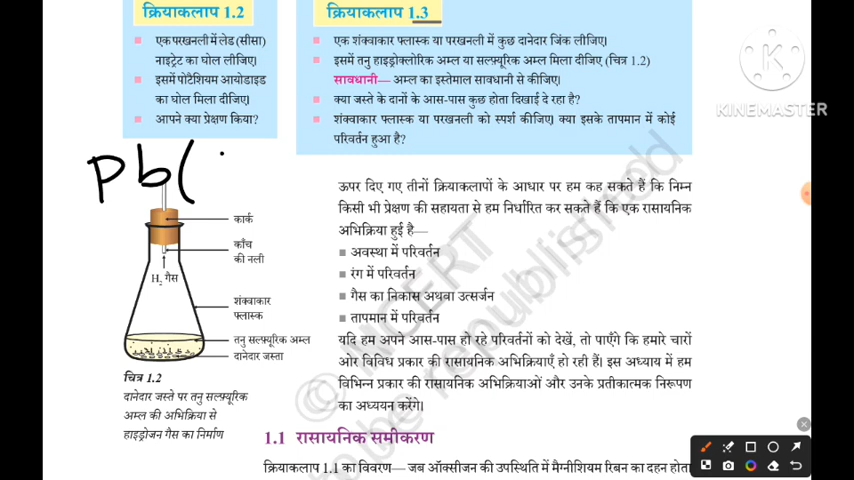 क्रियाकलाप 1.2
एक परखनली में लेड (सीसा)
नाइट्रेट का घोल लीजिए।
इसमें पोटैशियम आयोडाइड
का घोल मिला दीजिए।
आपने क्या प्रेक्षण किया?
क्रियाकलाप 1.3
एक शंक्वाकार फ्लास्क या परखनली में कुछ दानेदार जिंक लीजिए।
इसमें तनु हाइड्रोक्लोरिक अम्ल या सल्फ़्यूरिक अम्ल मिला दीजिए (चित्र 1.2)
सावधानी— अम्ल का इस्तेमाल सावधानी से कीजिए।
क्या जस्ते के दानों के आस-पास कुछ होता दिखाई दे रहा है?
शंक्वाकार फ्लास्क या परखनली को स्पर्श कीजिए। क्या इसके तापमान में कोई
परिवर्तन हुआ है?
K
KINEMASTER
Pb(
कार्क
काँच
की नली
H₂ गैस
शंक्वाकार
फ्लास्क
तनु सल्फ़्यूरिक अम्ल
दानेदार जस्ता
चित्र 1.2
दानेदार जस्ते पर तनु सल्फ़्यूरिक
अम्ल की अभिक्रिया से
हाइड्रोजन गैस का निर्माण
ऊपर दिए गए तीनों क्रियाकलापों के आधार पर हम कह सकते हैं कि निम्न
किसी भी प्रेक्षण की सहायता से हम निर्धारित कर सकते हैं कि एक रासायनिक
अभिक्रिया हुई है—
अवस्था में परिवर्तन
रंग में परिवर्तन
गैस का निकास अथवा उत्सर्जन
तापमान में परिवर्तन
यदि हम अपने आस-पास हो रहे परिवर्तनों को देखें, तो पाएँगे कि हमारे चारों
ओर विविध प्रकार की रासायनिक अभिक्रियाएँ हो रही हैं। इस अध्याय में हम
विभिन्न प्रकार की रासायनिक अभिक्रियाओं और उनके प्रतीकात्मक निरूपण
का अध्ययन करेंगे।
1.1 रासायनिक समीकरण
क्रियाकलाप 1.1 का विवरण— जब ऑक्सीजन की उपस्थिति में मैग्नीशियम रिबन का दहन होता
© NCERT
to be republished